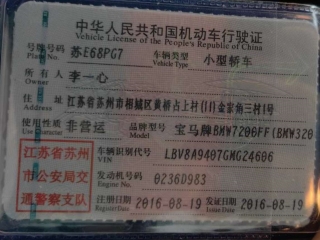 中华人民共和国机动车行驶证
Vehicle License of the People's Republic of China
号牌号码 苏E68PG7 车辆类型 小型轿车
Plate No. Vehicle Type
所有人 李一心
Owner
住址 江苏省苏州市相城区黄桥占上村(11)金家角三村1号
Address
使用性质 非营运 品牌型号 宝马牌BMW7206FF(BMW320
Use Character Model
江苏省苏州 车辆识别代号 LBV8A9407GMG24606
VIN
市公安局交 发动机号码 0236D983
Engine No.
通警察支队 注册日期 2016-08-19 发证日期 2016-08-19
Register Date Issue Date